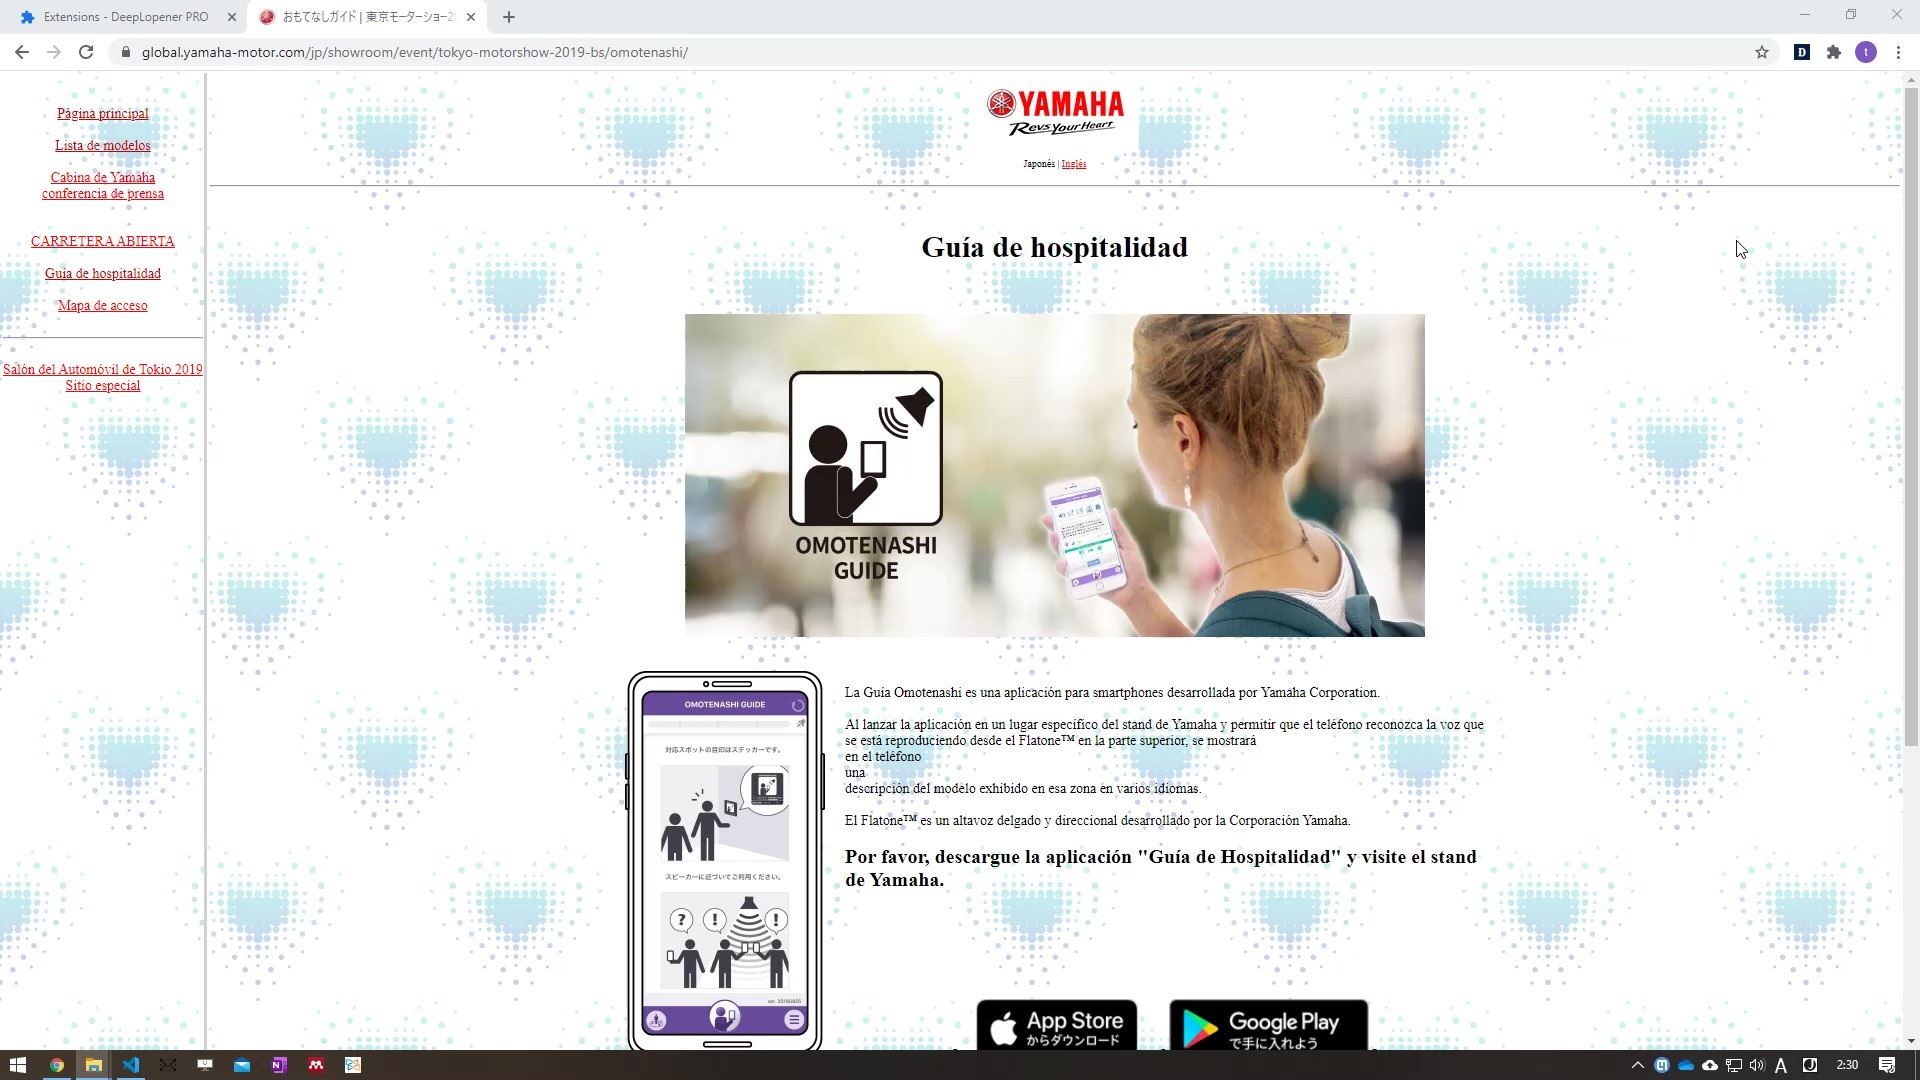 Extensions - DeepLopener PRO
おもてなしガイド | 東京モーターショー20
global.yamaha-motor.com/jp/showroom/event/tokyo-motorshow-2019-bs/omotenashi/
D
t
Página principal
Lista de modelos
Cabina de Yamaha
conferencia de prensa
CARRETERA ABIERTA
Guía de hospitalidad
Mapa de acceso
Salón del Automóvil de Tokio 2019
Sitio especial
YAMAHA
Revs Your Heart
Japonés | Inglés
Guía de hospitalidad
OMOTENASHI
GUIDE
OMOTENASHI GUIDE
対応スポットの目印はステッカーです。
スピーカーに近づいてご利用ください。
? ! !
ver. 20190925
La Guía Omotenashi es una aplicación para smartphones desarrollada por Yamaha Corporation.
Al lanzar la aplicación en un lugar específico del stand de Yamaha y permitir que el teléfono reconozca la voz que
se está reproduciendo desde el Flatone™ en la parte superior, se mostrará
en el teléfono
una
descripción del modelo exhibido en esa zona en varios idiomas.
El Flatone™ es un altavoz delgado y direccional desarrollado por la Corporación Yamaha.
Por favor, descargue la aplicación "Guía de Hospitalidad" y visite el stand
de Yamaha.
App Store
からダウンロード
Google Play
で手に入れよう
A
2:30